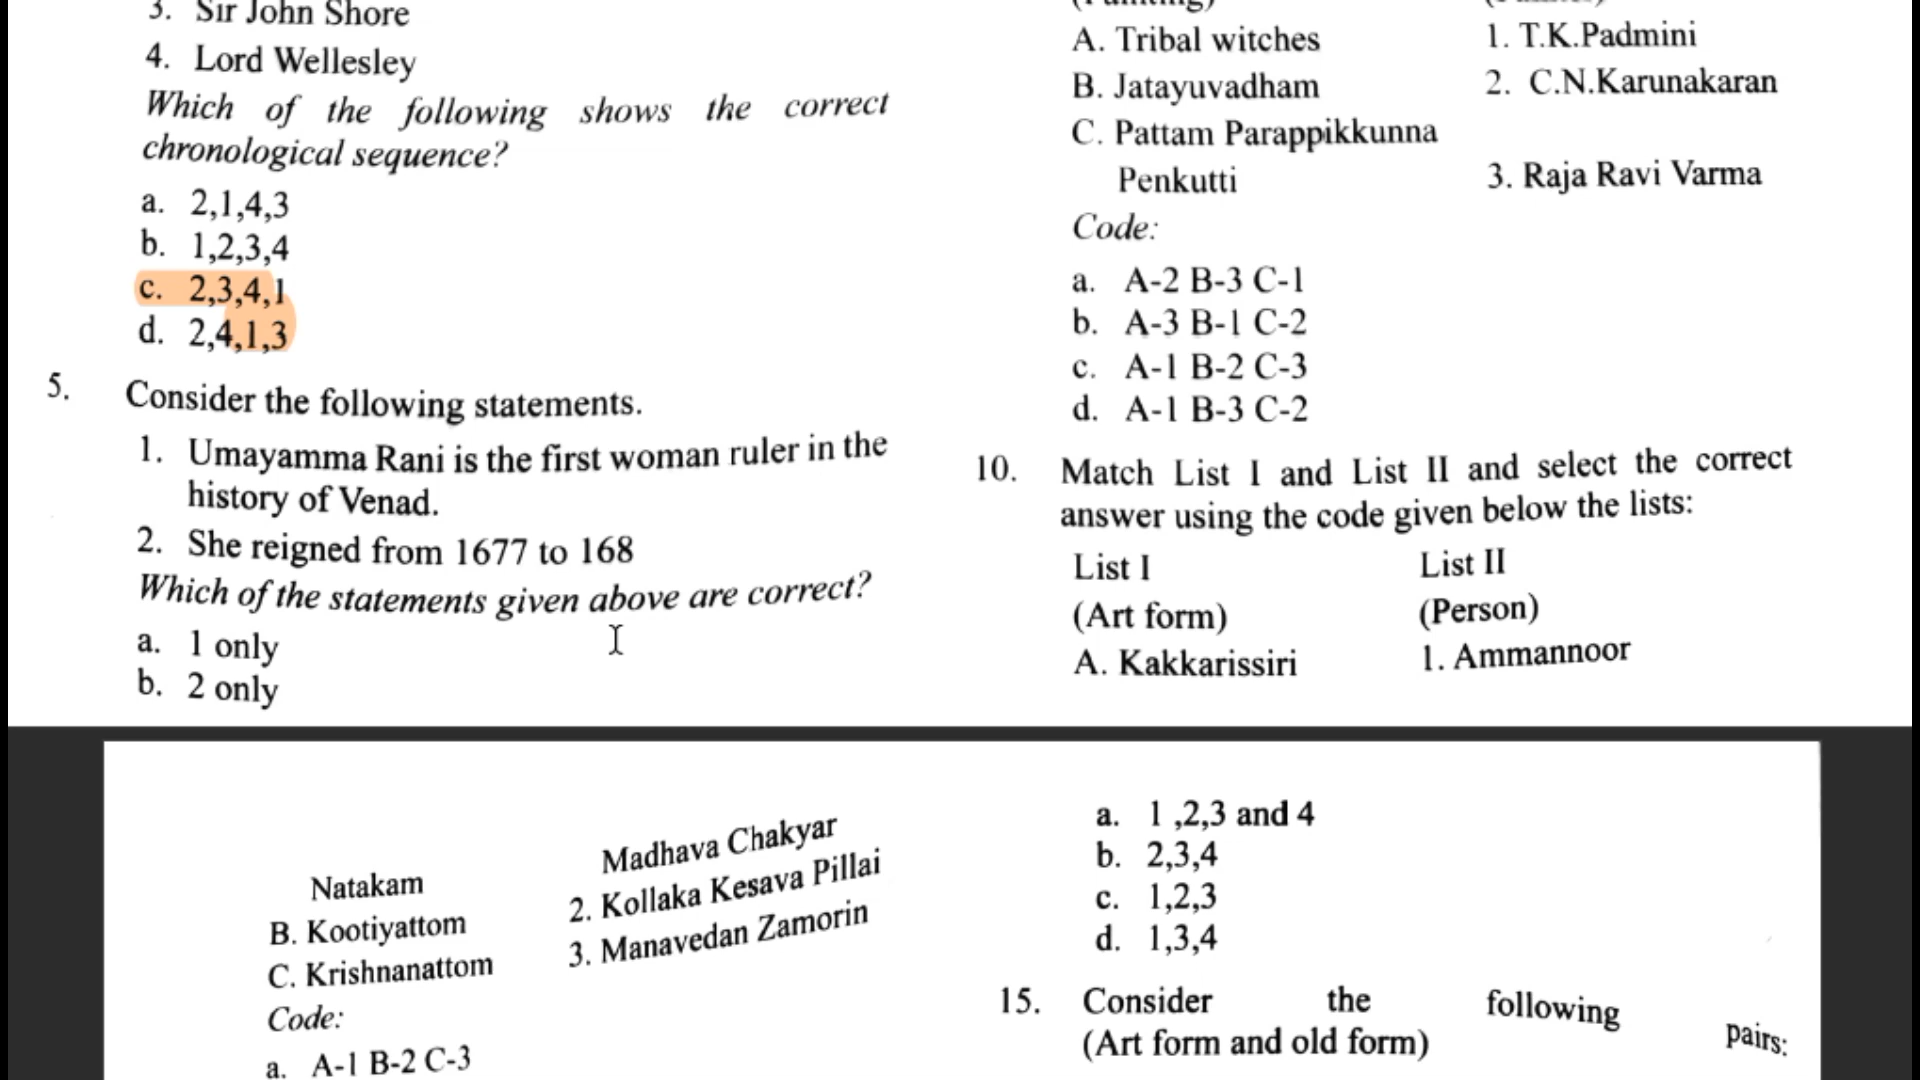 3. Sir John Shore
4. Lord Wellesley
Which of the following shows the correct
chronological sequence?
a. 2,1,4,3
b. 1,2,3,4
c. 2,3,4,1
d. 2,4,1,3
5. Consider the following statements.
1. Umayamma Rani is the first woman ruler in the
history of Venad.
2. She reigned from 1677 to 168
Which of the statements given above are correct?
a. 1 only
b. 2 only
A. Tribal witches 1. T.K.Padmini
B. Jatayuvadham 2. C.N.Karunakaran
C. Pattam Parappikkunna
Penkutti 3. Raja Ravi Varma
Code:
a. A-2 B-3 C-1
b. A-3 B-1 C-2
c. A-1 B-2 C-3
d. A-1 B-3 C-2
10. Match List I and List II and select the correct
answer using the code given below the lists:
List I List II
(Art form) (Person)
A. Kakkarissiri 1. Ammannoor
Madhava Chakyar
Natakam
2. Kollaka Kesava Pillai
B. Kootiyattom
3. Manavedan Zamorin
C. Krishnanattom
Code:
a. A-1 B-2 C-3
a. 1 ,2,3 and 4
b. 2,3,4
c. 1,2,3
d. 1,3,4
15. Consider the following pairs:
(Art form and old form)